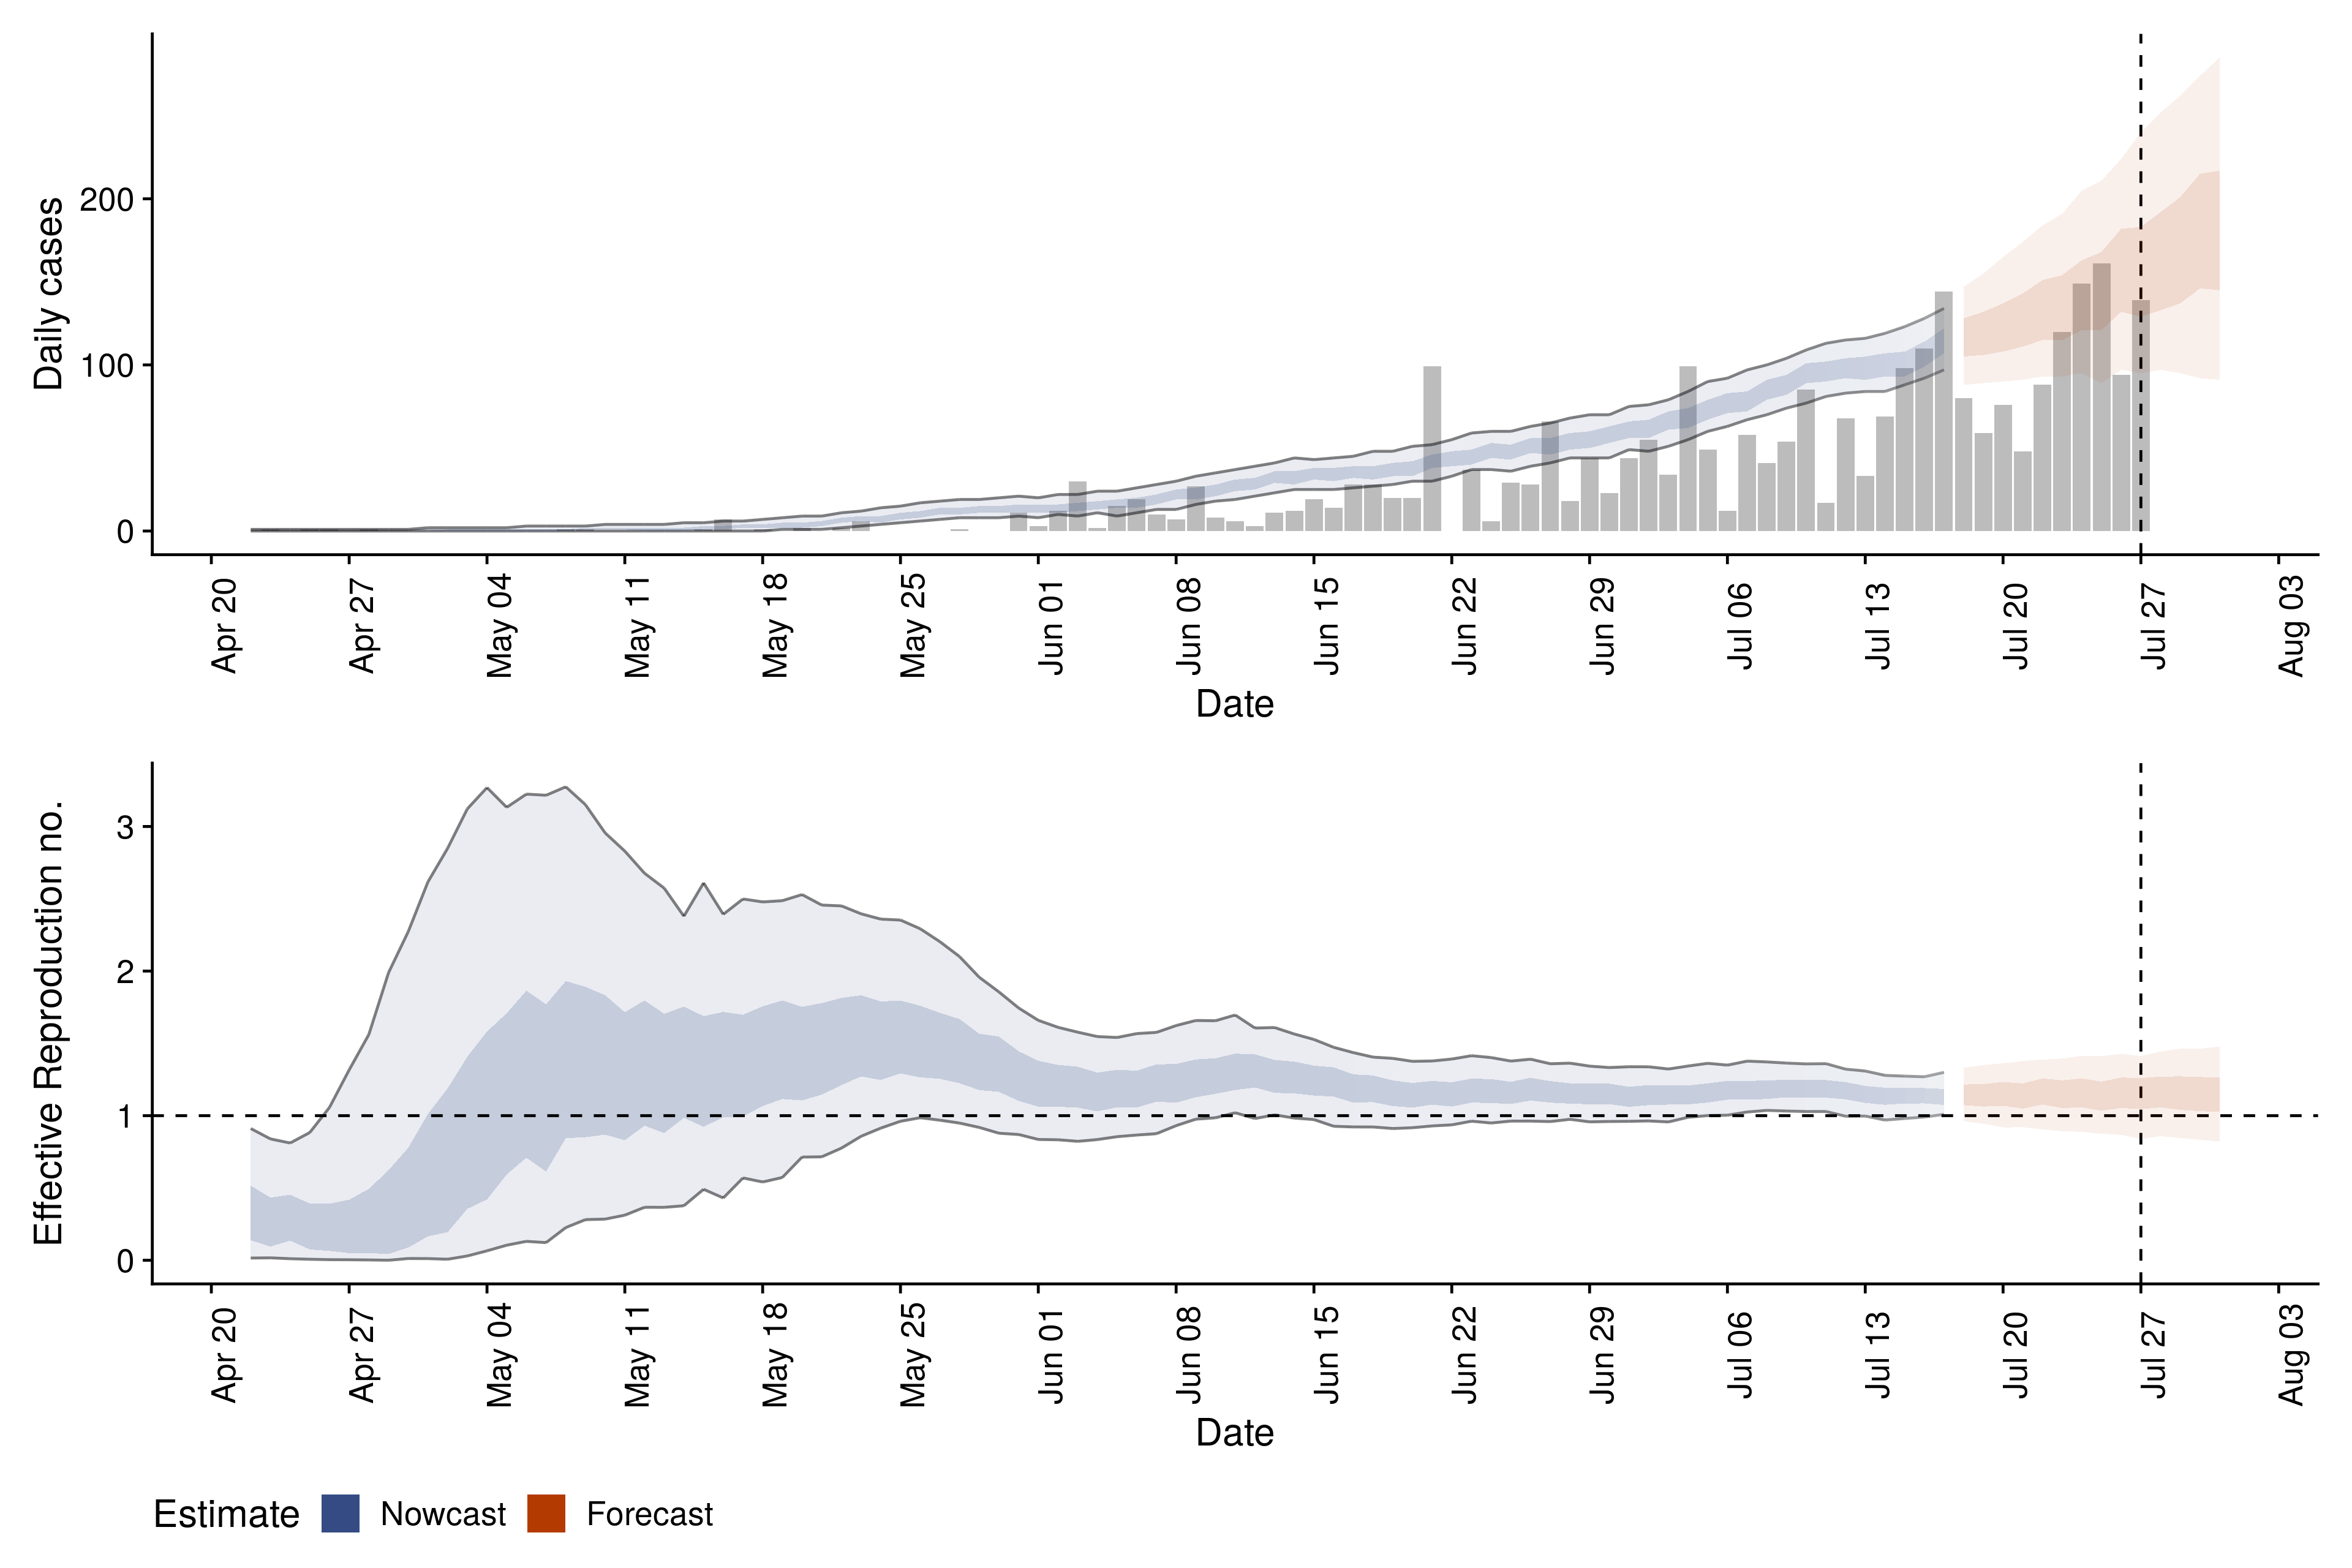 Daily cases
200
100
0
Apr 20
Apr 27
May 04
May 11
May 18
May 25
Jun 01
Jun 08
Jun 15
Jun 22
Jun 29
Jul 06
Jul 13
Jul 20
Jul 27
Aug 03
Date
Effective Reproduction no.
3
2
1
0
Apr 20
Apr 27
May 04
May 11
May 18
May 25
Jun 01
Jun 08
Jun 15
Jun 22
Jun 29
Jul 06
Jul 13
Jul 20
Jul 27
Aug 03
Date
Estimate Nowcast Forecast